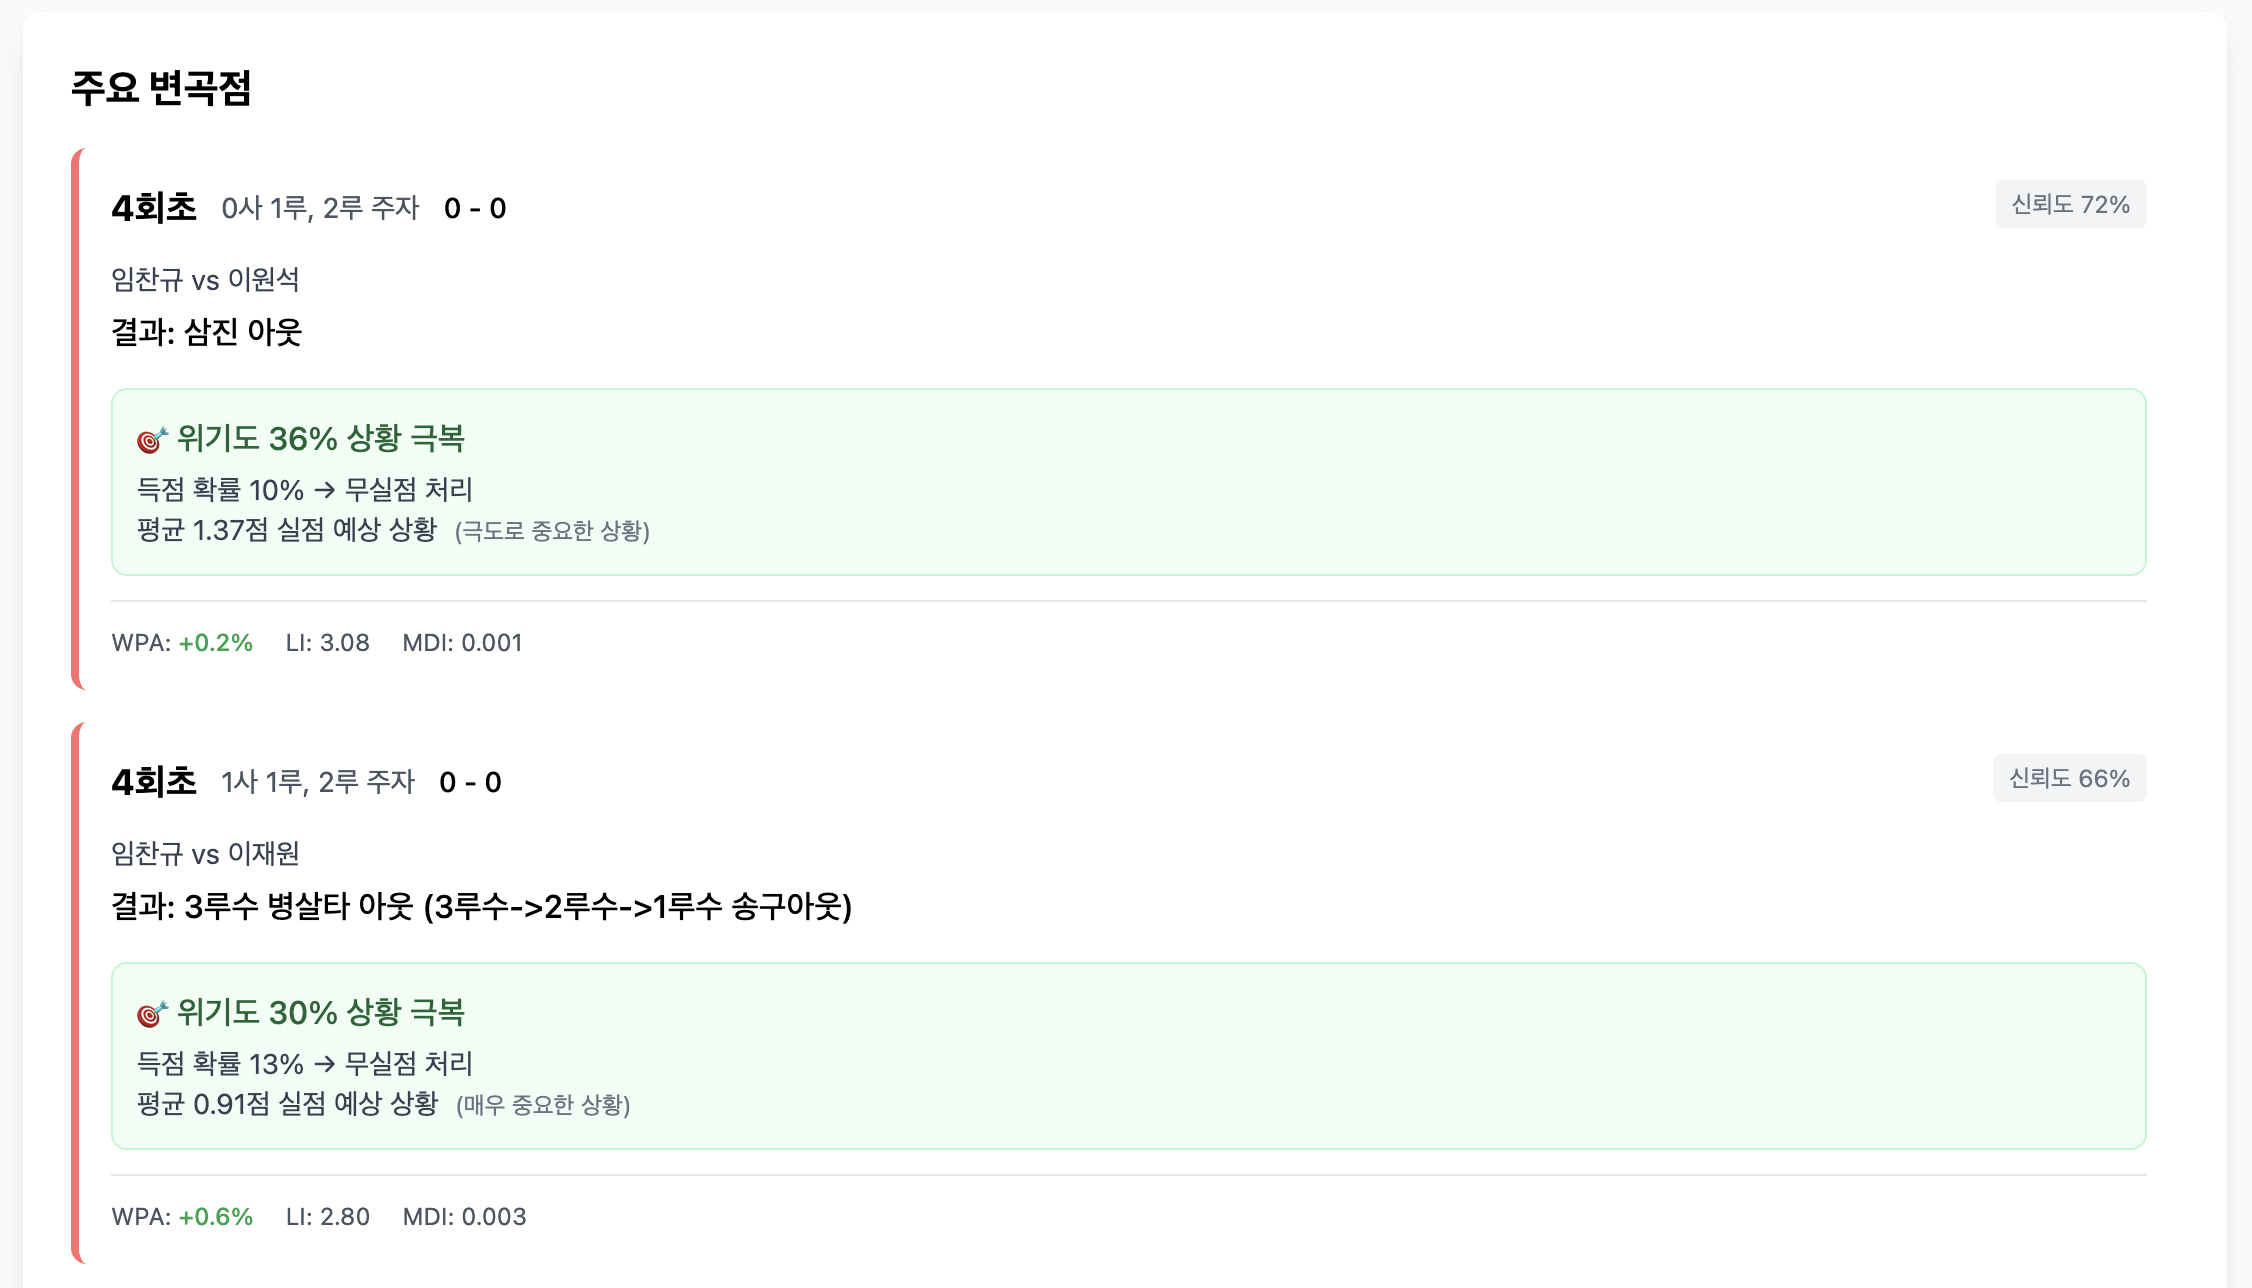 주요 변곡점
4회초 0사 1루, 2루 주자 0 - 0
신뢰도 72%
임찬규 vs 이원석
결과: 삼진 아웃
🎯 위기도 36% 상황 극복
득점 확률 10% → 무실점 처리
평균 1.37점 실점 예상 상황 (극도로 중요한 상황)
WPA: +0.2% LI: 3.08 MDI: 0.001
4회초 1사 1루, 2루 주자 0 - 0
신뢰도 66%
임찬규 vs 이재원
결과: 3루수 병살타 아웃 (3루수->2루수->1루수 송구아웃)
🎯 위기도 30% 상황 극복
득점 확률 13% → 무실점 처리
평균 0.91점 실점 예상 상황 (매우 중요한 상황)
WPA: +0.6% LI: 2.80 MDI: 0.003